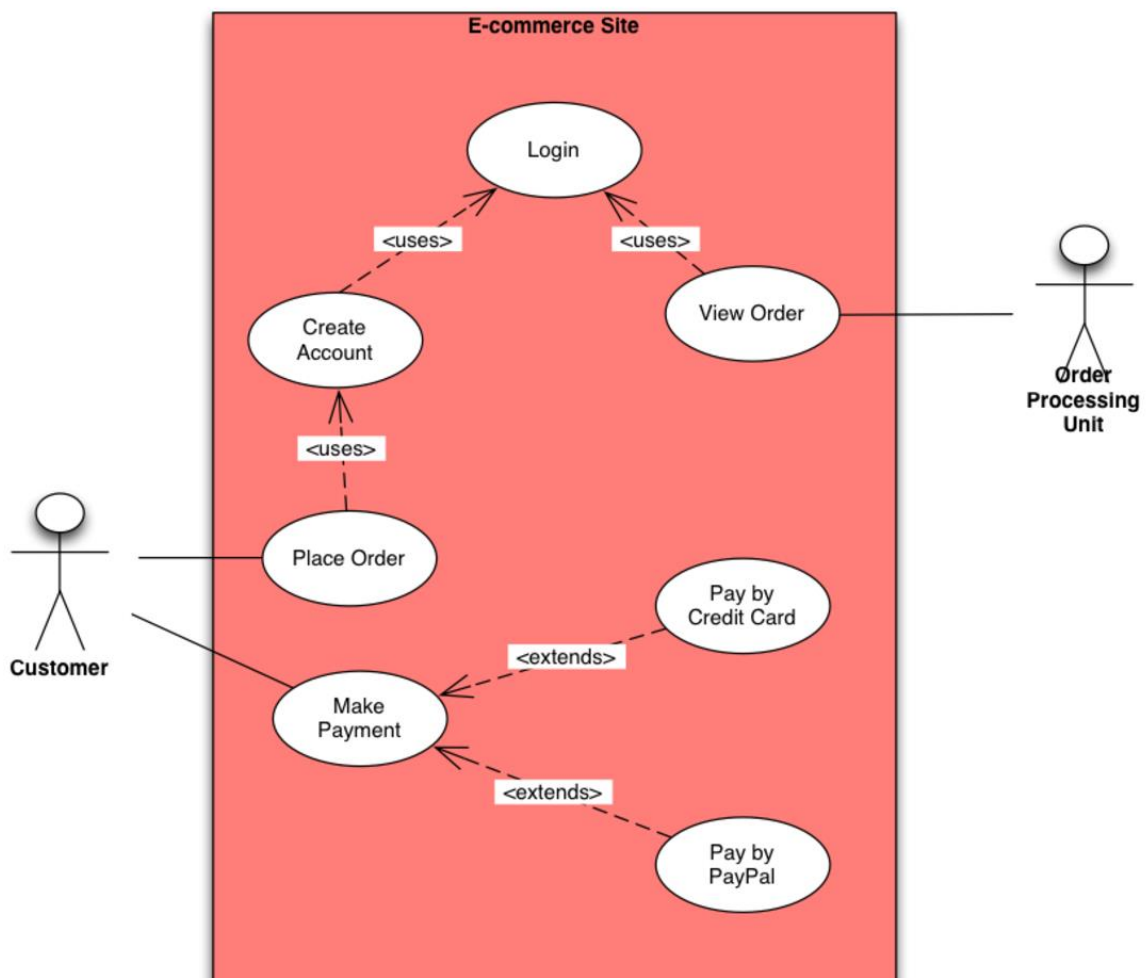 E-commerce Site
Login
<uses>
<uses>
Create
Account
View Order
Order
Processing
Unit
<uses>
Place Order
Customer
Pay by
Credit Card
<extends>
Make
Payment
<extends>
Pay by
PayPal